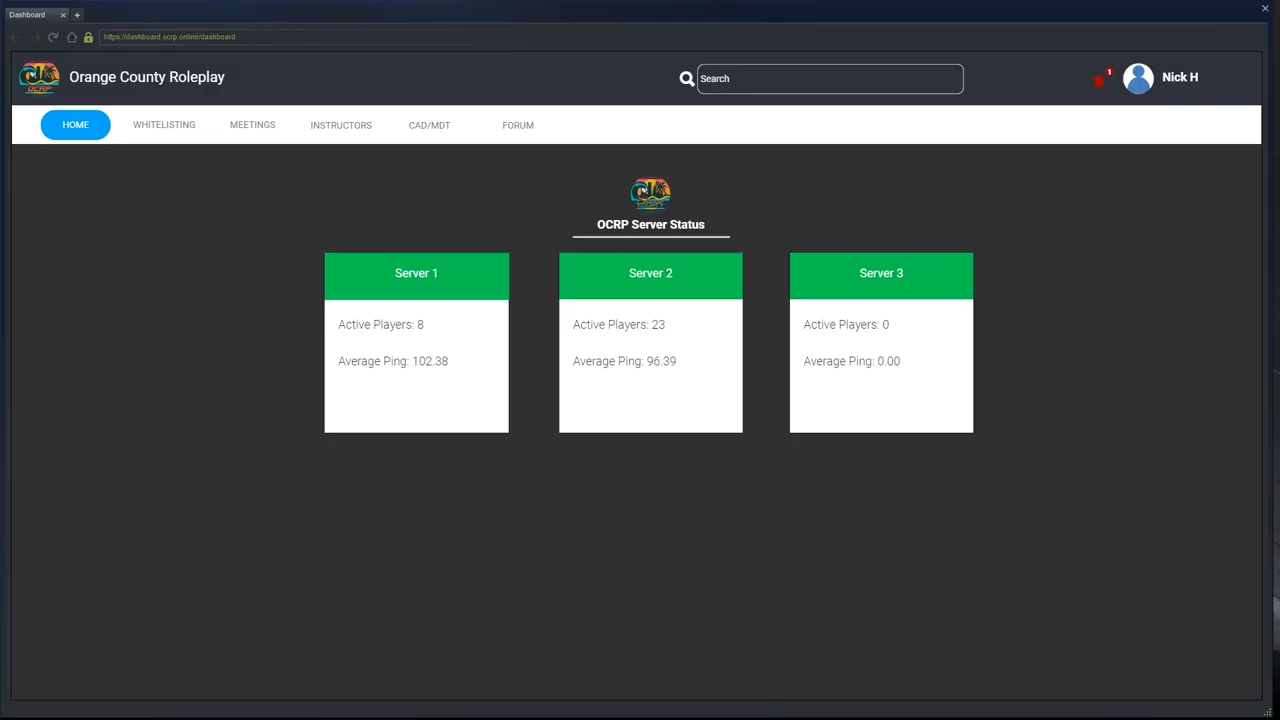 Dashboard
https://dashboard.ocrp.online/dashboard
OCRP
Orange County Roleplay
Search
1
Nick H
HOME
WHITELISTING
MEETINGS
INSTRUCTORS
CAD/MDT
FORUM
OCRP Server Status
Server 1
Active Players: 8
Average Ping: 102.38
Server 2
Active Players: 23
Average Ping: 96.39
Server 3
Active Players: 0
Average Ping: 0.00